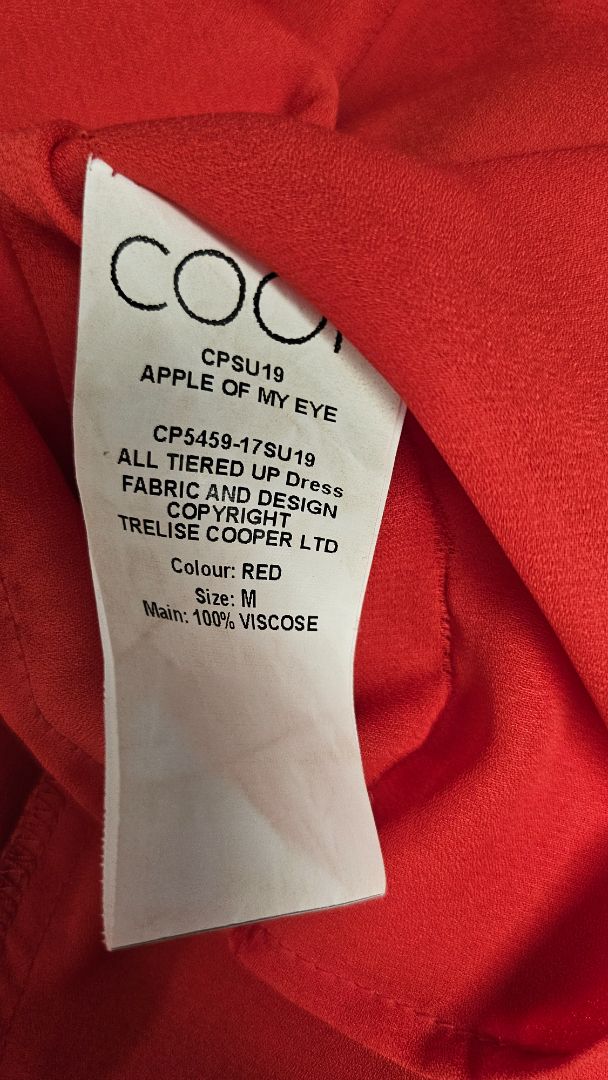 COO
CPSU19
APPLE OF MY EYE
CP5459-17SU19
ALL TIERED UP Dress
FABRIC AND DESIGN
COPYRIGHT
TRELISE COOPER LTD
Colour: RED
Size: M
Main: 100% VISCOSE